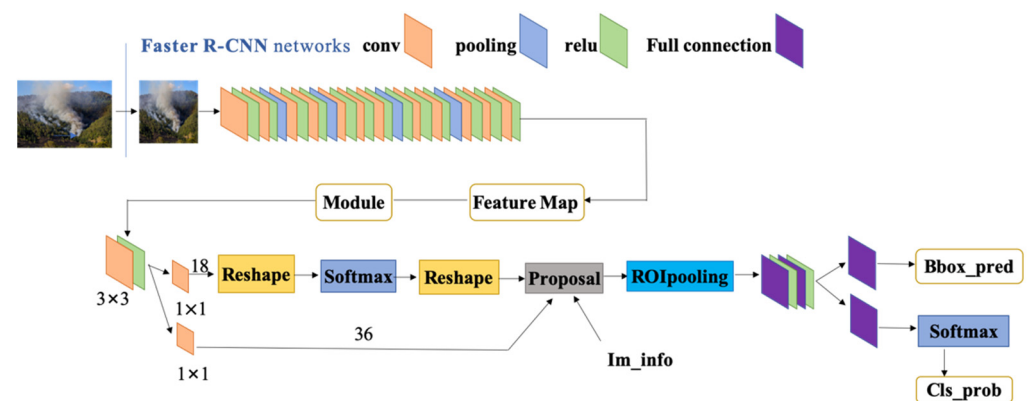 Faster R-CNN networks conv pooling relu Full connection
Module Feature Map
18 Reshape Softmax Reshape Proposal ROIpooling Bbox_pred
3×3 1×1
36 Softmax
Im_info
1×1
Cls_prob